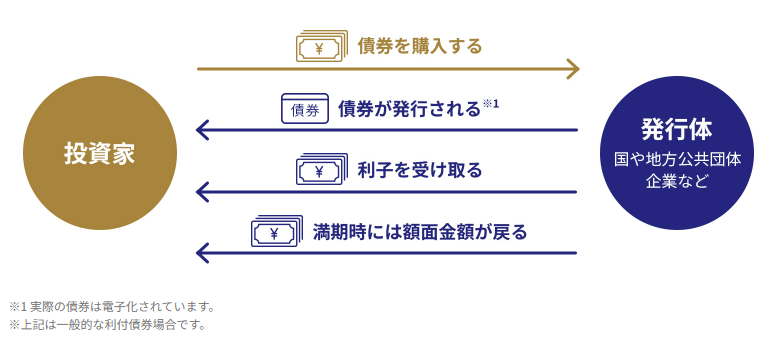 ¥ 債券を購入する
債券 債券が発行される※1
投資家
発行体
国や地方公共団体
企業など
¥ 利子を受け取る
¥ 満期時には額面金額が戻る
※1 実際の債券は電子化されています。
※上記は一般的な利付債券場合です。